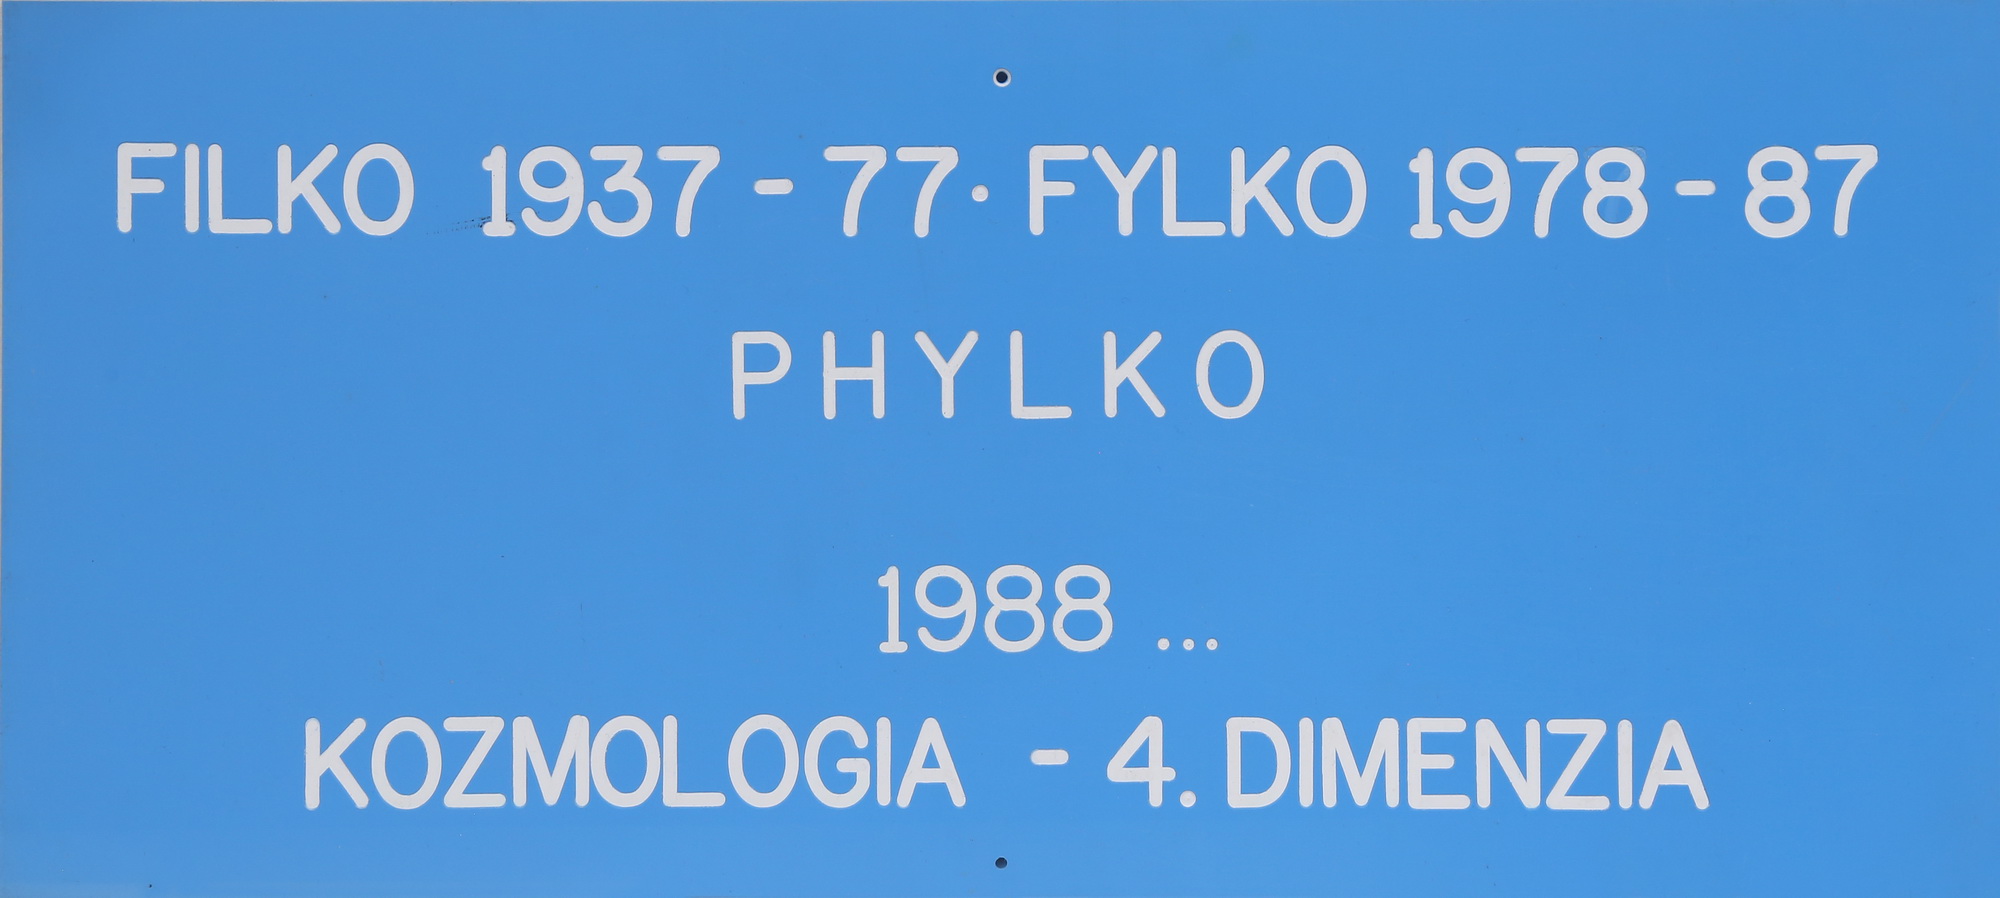 FILKO 1937 - 77 · FYLKO 1978 - 87
PHYLKO
1988 ...
KOZMOLOGIA - 4. DIMENZIA